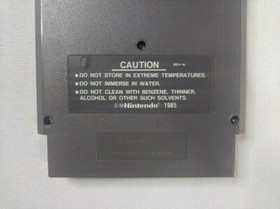 CAUTION REV-A
●DO NOT STORE IN EXTREME TEMPERATURES.
●DO NOT IMMERSE IN WATER.
●DO NOT CLEAN WITH BENZENE, THINNER,
ALCOHOL OR OTHER SUCH SOLVENTS.
Nintendo 1985